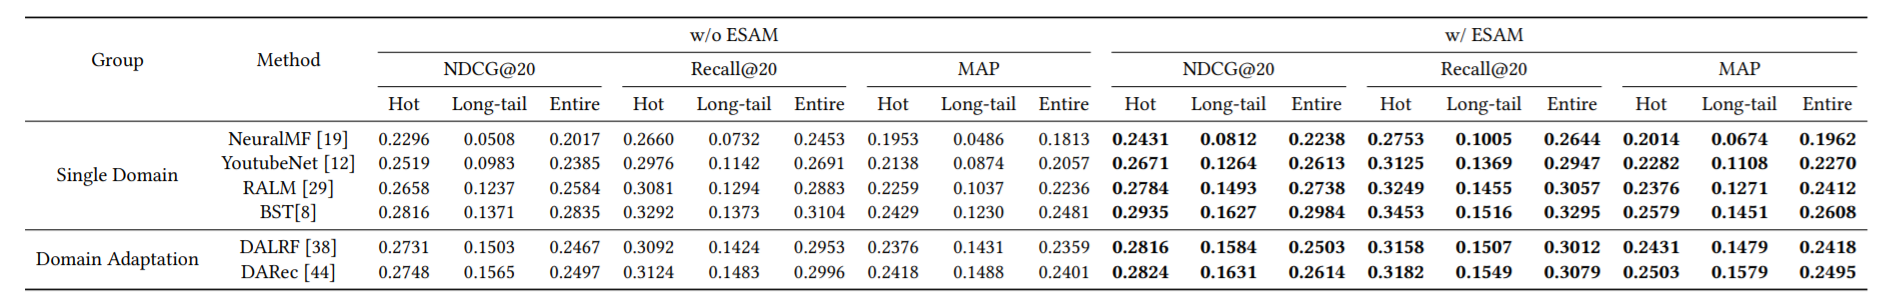 w/o ESAM w/ ESAM
Group Method
NDCG@20 Recall@20 MAP NDCG@20 Recall@20 MAP
Hot Long-tail Entire Hot Long-tail Entire Hot Long-tail Entire Hot Long-tail Entire Hot Long-tail Entire Hot Long-tail Entire
NeuralMF [19] 0.2296 0.0508 0.2017 0.2660 0.0732 0.2453 0.1953 0.0486 0.1813 0.2431 0.0812 0.2238 0.2753 0.1005 0.2644 0.2014 0.0674 0.1962
YoutubeNet [12] 0.2519 0.0983 0.2385 0.2976 0.1142 0.2691 0.2138 0.0874 0.2057 0.2671 0.1264 0.2613 0.3125 0.1369 0.2947 0.2282 0.1108 0.2270
Single Domain
RALM [29] 0.2658 0.1237 0.2584 0.3081 0.1294 0.2883 0.2259 0.1037 0.2236 0.2784 0.1493 0.2738 0.3249 0.1455 0.3057 0.2376 0.1271 0.2412
BST[8] 0.2816 0.1371 0.2835 0.3292 0.1373 0.3104 0.2429 0.1230 0.2481 0.2935 0.1627 0.2984 0.3453 0.1516 0.3295 0.2579 0.1451 0.2608
DALRF [38] 0.2731 0.1503 0.2467 0.3092 0.1424 0.2953 0.2376 0.1431 0.2359 0.2816 0.1584 0.2503 0.3158 0.1507 0.3012 0.2431 0.1479 0.2418
Domain Adaptation
DARec [44] 0.2748 0.1565 0.2497 0.3124 0.1483 0.2996 0.2418 0.1488 0.2401 0.2824 0.1631 0.2614 0.3182 0.1549 0.3079 0.2503 0.1579 0.2495